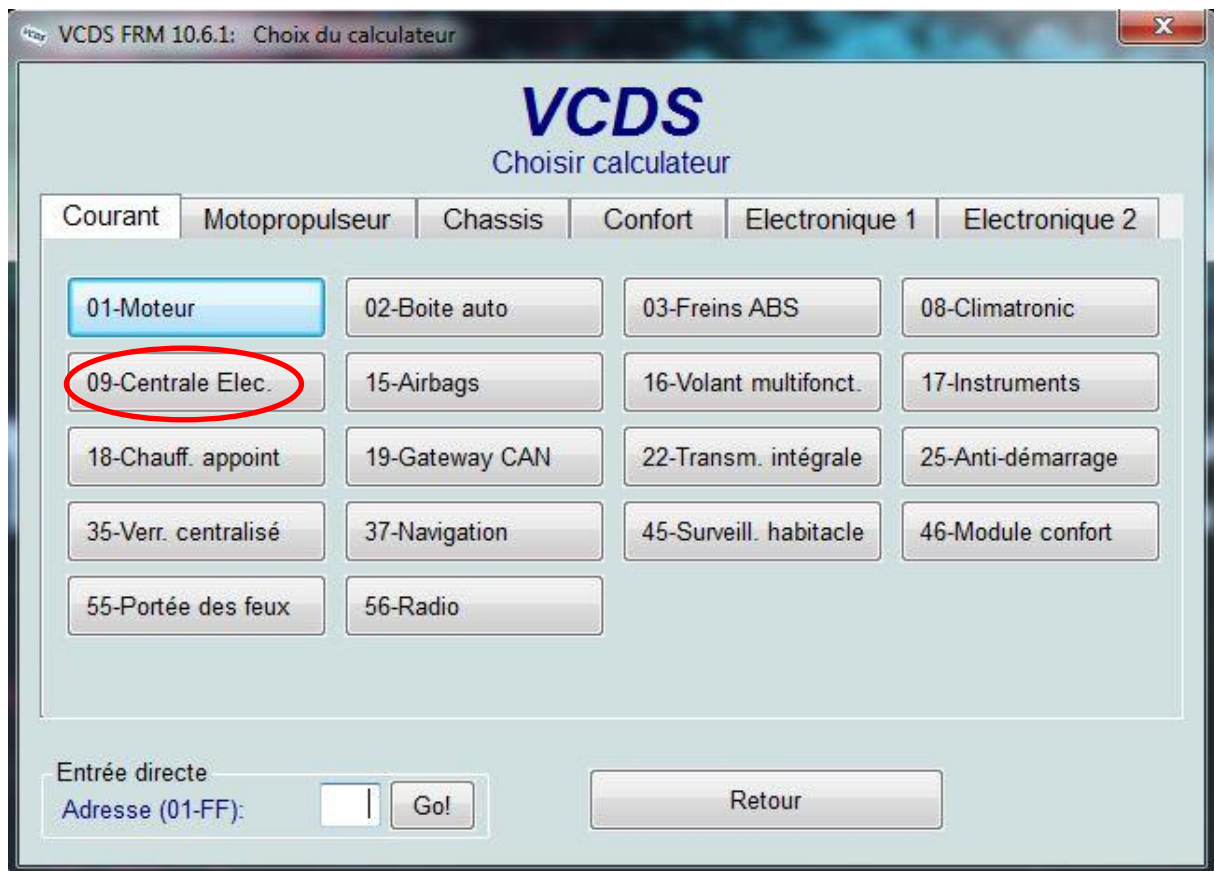 VCDS FRM 10.6.1: Choix du calculateur
VCDS
Choisir calculateur
Courant Motopropulseur Chassis Confort Electronique 1 Electronique 2
01-Moteur 02-Boite auto 03-Freins ABS 08-Climatronic
09-Centrale Elec. 15-Airbags 16-Volant multifonct. 17-Instruments
18-Chauff. appoint 19-Gateway CAN 22-Transm. intégrale 25-Anti-démarrage
35-Verr. centralisé 37-Navigation 45-Surveill. habitacle 46-Module confort
55-Portée des feux 56-Radio
Entrée directe
Adresse (01-FF): Go! Retour